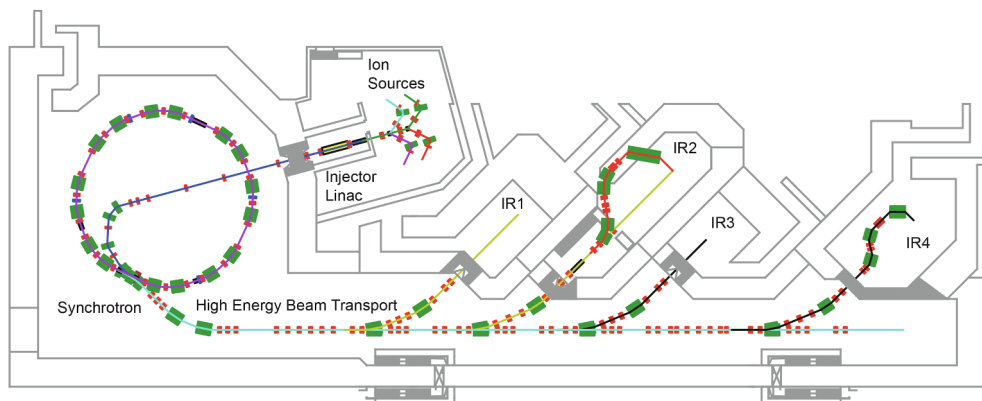 Ion
Sources
Injector
Linac
IR1
IR2
IR3
IR4
Synchrotron
High Energy Beam Transport